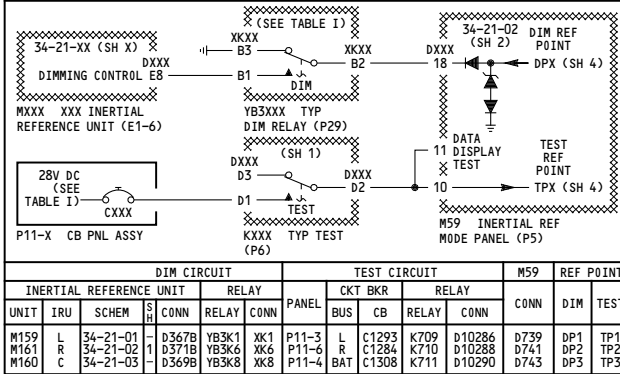 (SEE TABLE I)
34-21-XX (SH X)
DXXX
DIMMING CONTROL E8
MXXX XXX INERTIAL
REFERENCE UNIT (E1-6)
XKXX
B3
B1
DIM
XKXX
B2
YB3XXX TYP
DIM RELAY (P29)
34-21-02
(SH 2)
DIM REF
POINT
DXXX
18
DPX (SH 4)
11 DATA
DISPLAY
TEST
TEST
REF
POINT
10
TPX (SH 4)
M59 INERTIAL REF
MODE PANEL (P5)
28V DC
(SEE
TABLE I)
CXXX
P11-X CB PNL ASSY
(SH 1)
DXXX
D3
D1
TEST
DXXX
D2
KXXX TYP TEST
(P6)
DIM CIRCUIT TEST CIRCUIT M59 REF POINT
INERTIAL REFERENCE UNIT RELAY PANEL CKT BKR RELAY CONN DIM TEST
UNIT IRU SCHEM SH CONN RELAY CONN BUS CB RELAY CONN
M159 L 34-21-01 - D367B YB3K1 XK1 P11-3 L C1293 K709 D10286 D739 DP1 TP1
M161 R 34-21-02 1 D371B YB3K6 XK6 P11-6 R C1284 K710 D10288 D741 DP2 TP2
M160 C 34-21-03 - D369B YB3K8 XK8 P11-4 BAT C1308 K711 D10290 D743 DP3 TP3